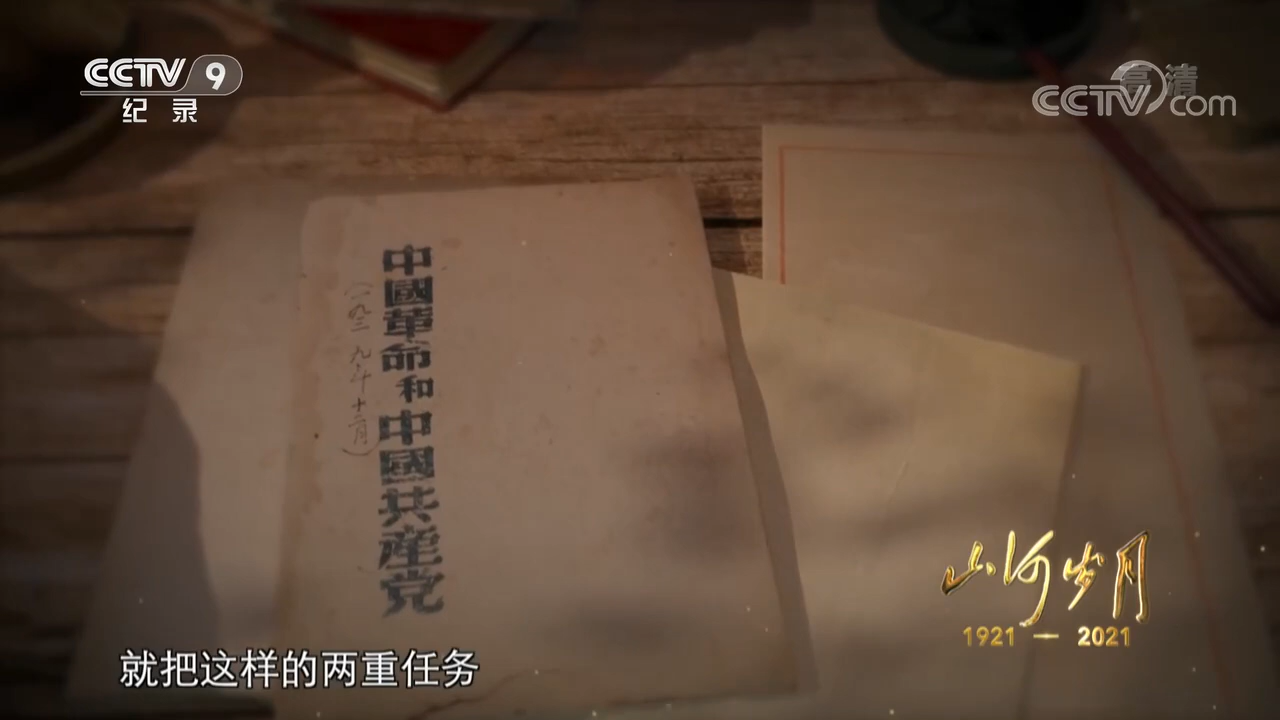 CCTV 9
纪录
高清
CCTV.com
中國革命和中國共產党
（一九三九年十二月）
山河岁月
1921 — 2021
就把这样的两重任务